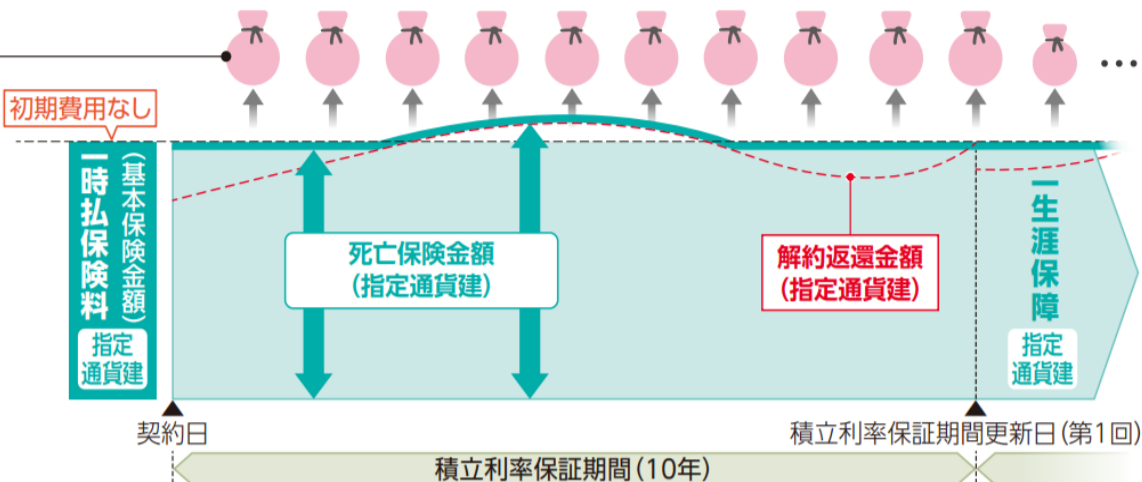 初期費用なし
一時払保険料
(基本保険金額)
指定
通貨建
死亡保険金額
(指定通貨建)
解約返還金額
(指定通貨建)
一生涯保障
指定
通貨建
…
契約日
積立利率保証期間更新日(第1回)
積立利率保証期間(10年)